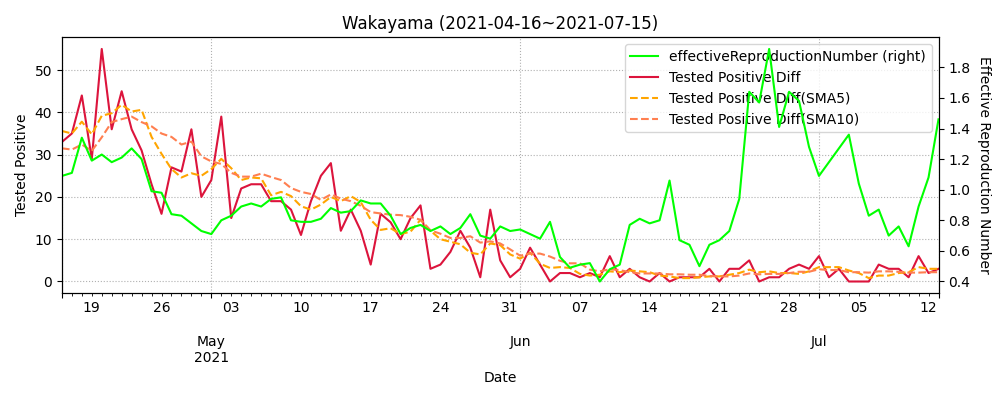 Wakayama (2021-04-16~2021-07-15)
effectiveReproductionNumber (right)
Tested Positive Diff
Tested Positive Diff(SMA5)
Tested Positive Diff(SMA10)
Tested Positive
50
40
30
20
10
0
Effective Reproduction Number
1.8
1.6
1.4
1.2
1.0
0.8
0.6
0.4
19 26 03 10 17 24 31 07 14 21 28 05 12
May Jun Jul
2021
Date